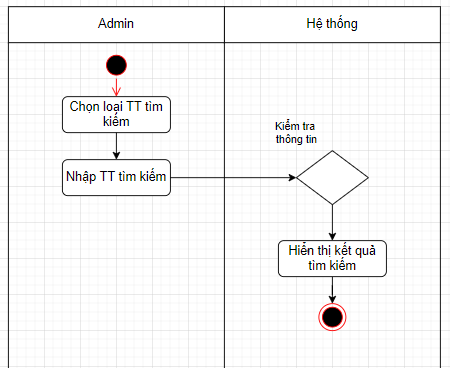 Admin
Hệ thống
Chọn loại TT tìm
kiếm
Kiểm tra
thông tin
Nhập TT tìm kiếm
Hiển thị kết quả
tìm kiếm